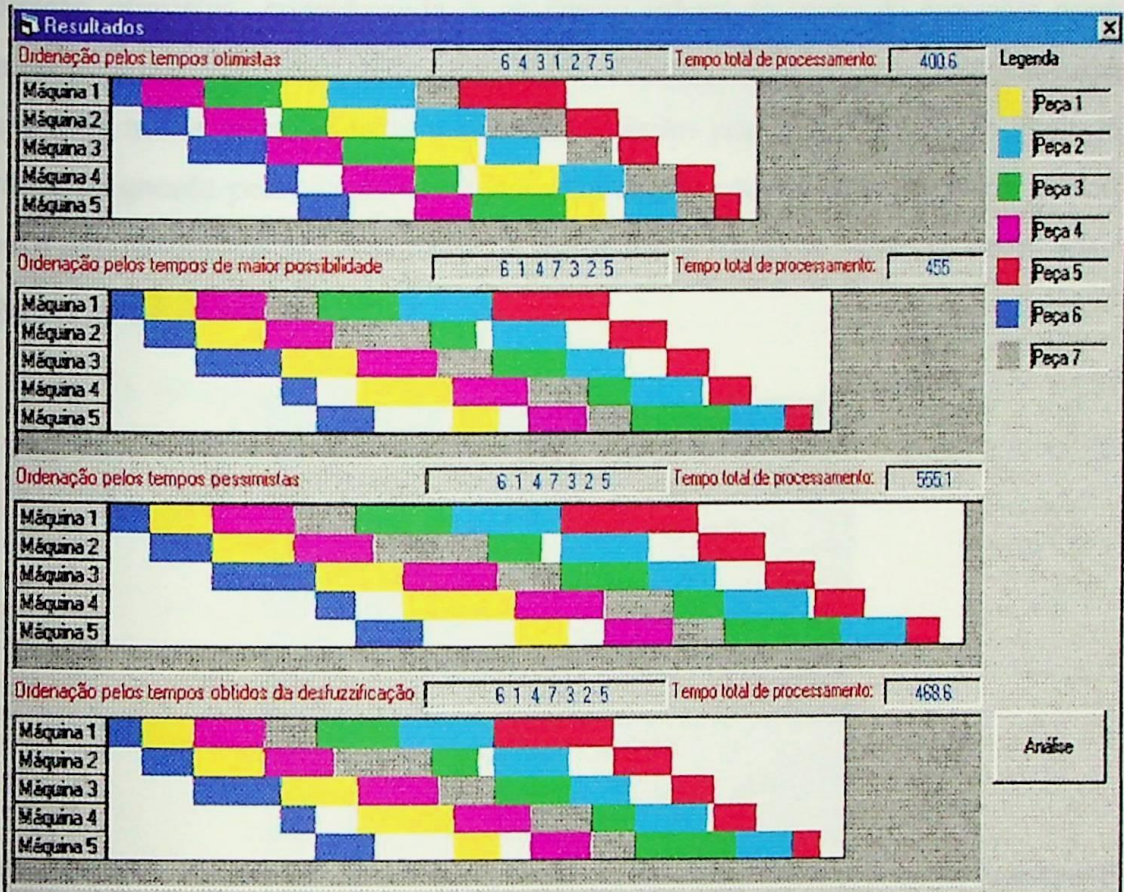 Resultados
Ordenação pelos tempos otimistas 6 4 3 1 2 7 5 Tempo total de processamento: 400.6 Legenda
Máquina 1
Máquina 2
Máquina 3
Máquina 4
Máquina 5
Peça 1
Peça 2
Peça 3
Peça 4
Peça 5
Peça 6
Peça 7
Ordenação pelos tempos de maior possibilidade 6 1 4 7 3 2 5 Tempo total de processamento: 455
Máquina 1
Máquina 2
Máquina 3
Máquina 4
Máquina 5
Ordenação pelos tempos pessimistas 6 1 4 7 3 2 5 Tempo total de processamento: 555.1
Máquina 1
Máquina 2
Máquina 3
Máquina 4
Máquina 5
Ordenação pelos tempos obtidos da desfuzzificação 6 1 4 7 3 2 5 Tempo total de processamento: 468.6
Máquina 1
Máquina 2
Máquina 3
Máquina 4
Máquina 5
Análise